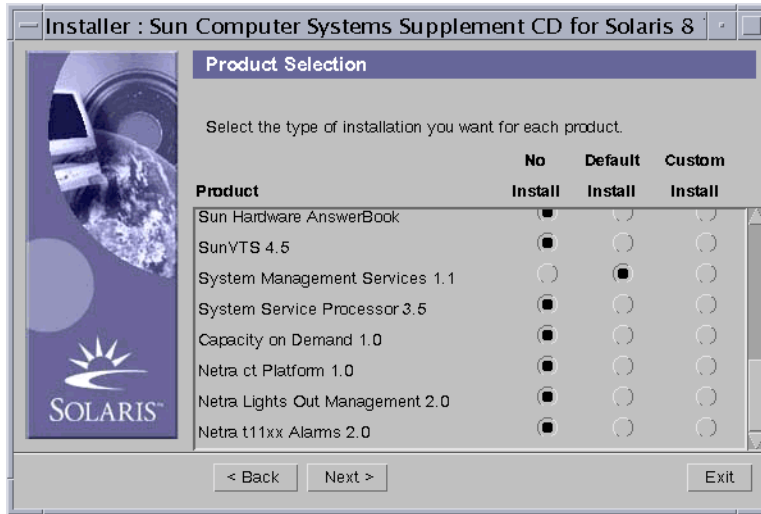 Installer : Sun Computer Systems Supplement CD for Solaris 8
Product Selection
Select the type of installation you want for each product.
No Default Custom
Product Install Install Install
Sun Hardware AnswerBook
SunVTS 4.5
System Management Services 1.1
System Service Processor 3.5
Capacity on Demand 1.0
Netra ct Platform 1.0
Netra Lights Out Management 2.0
Netra t11xx Alarms 2.0
SOLARIS™
< Back Next > Exit